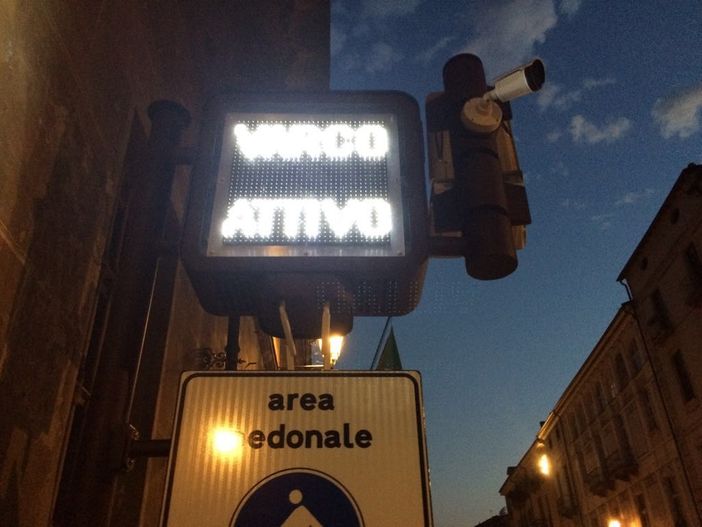 VARCO
ATTIVO
area
pedonale